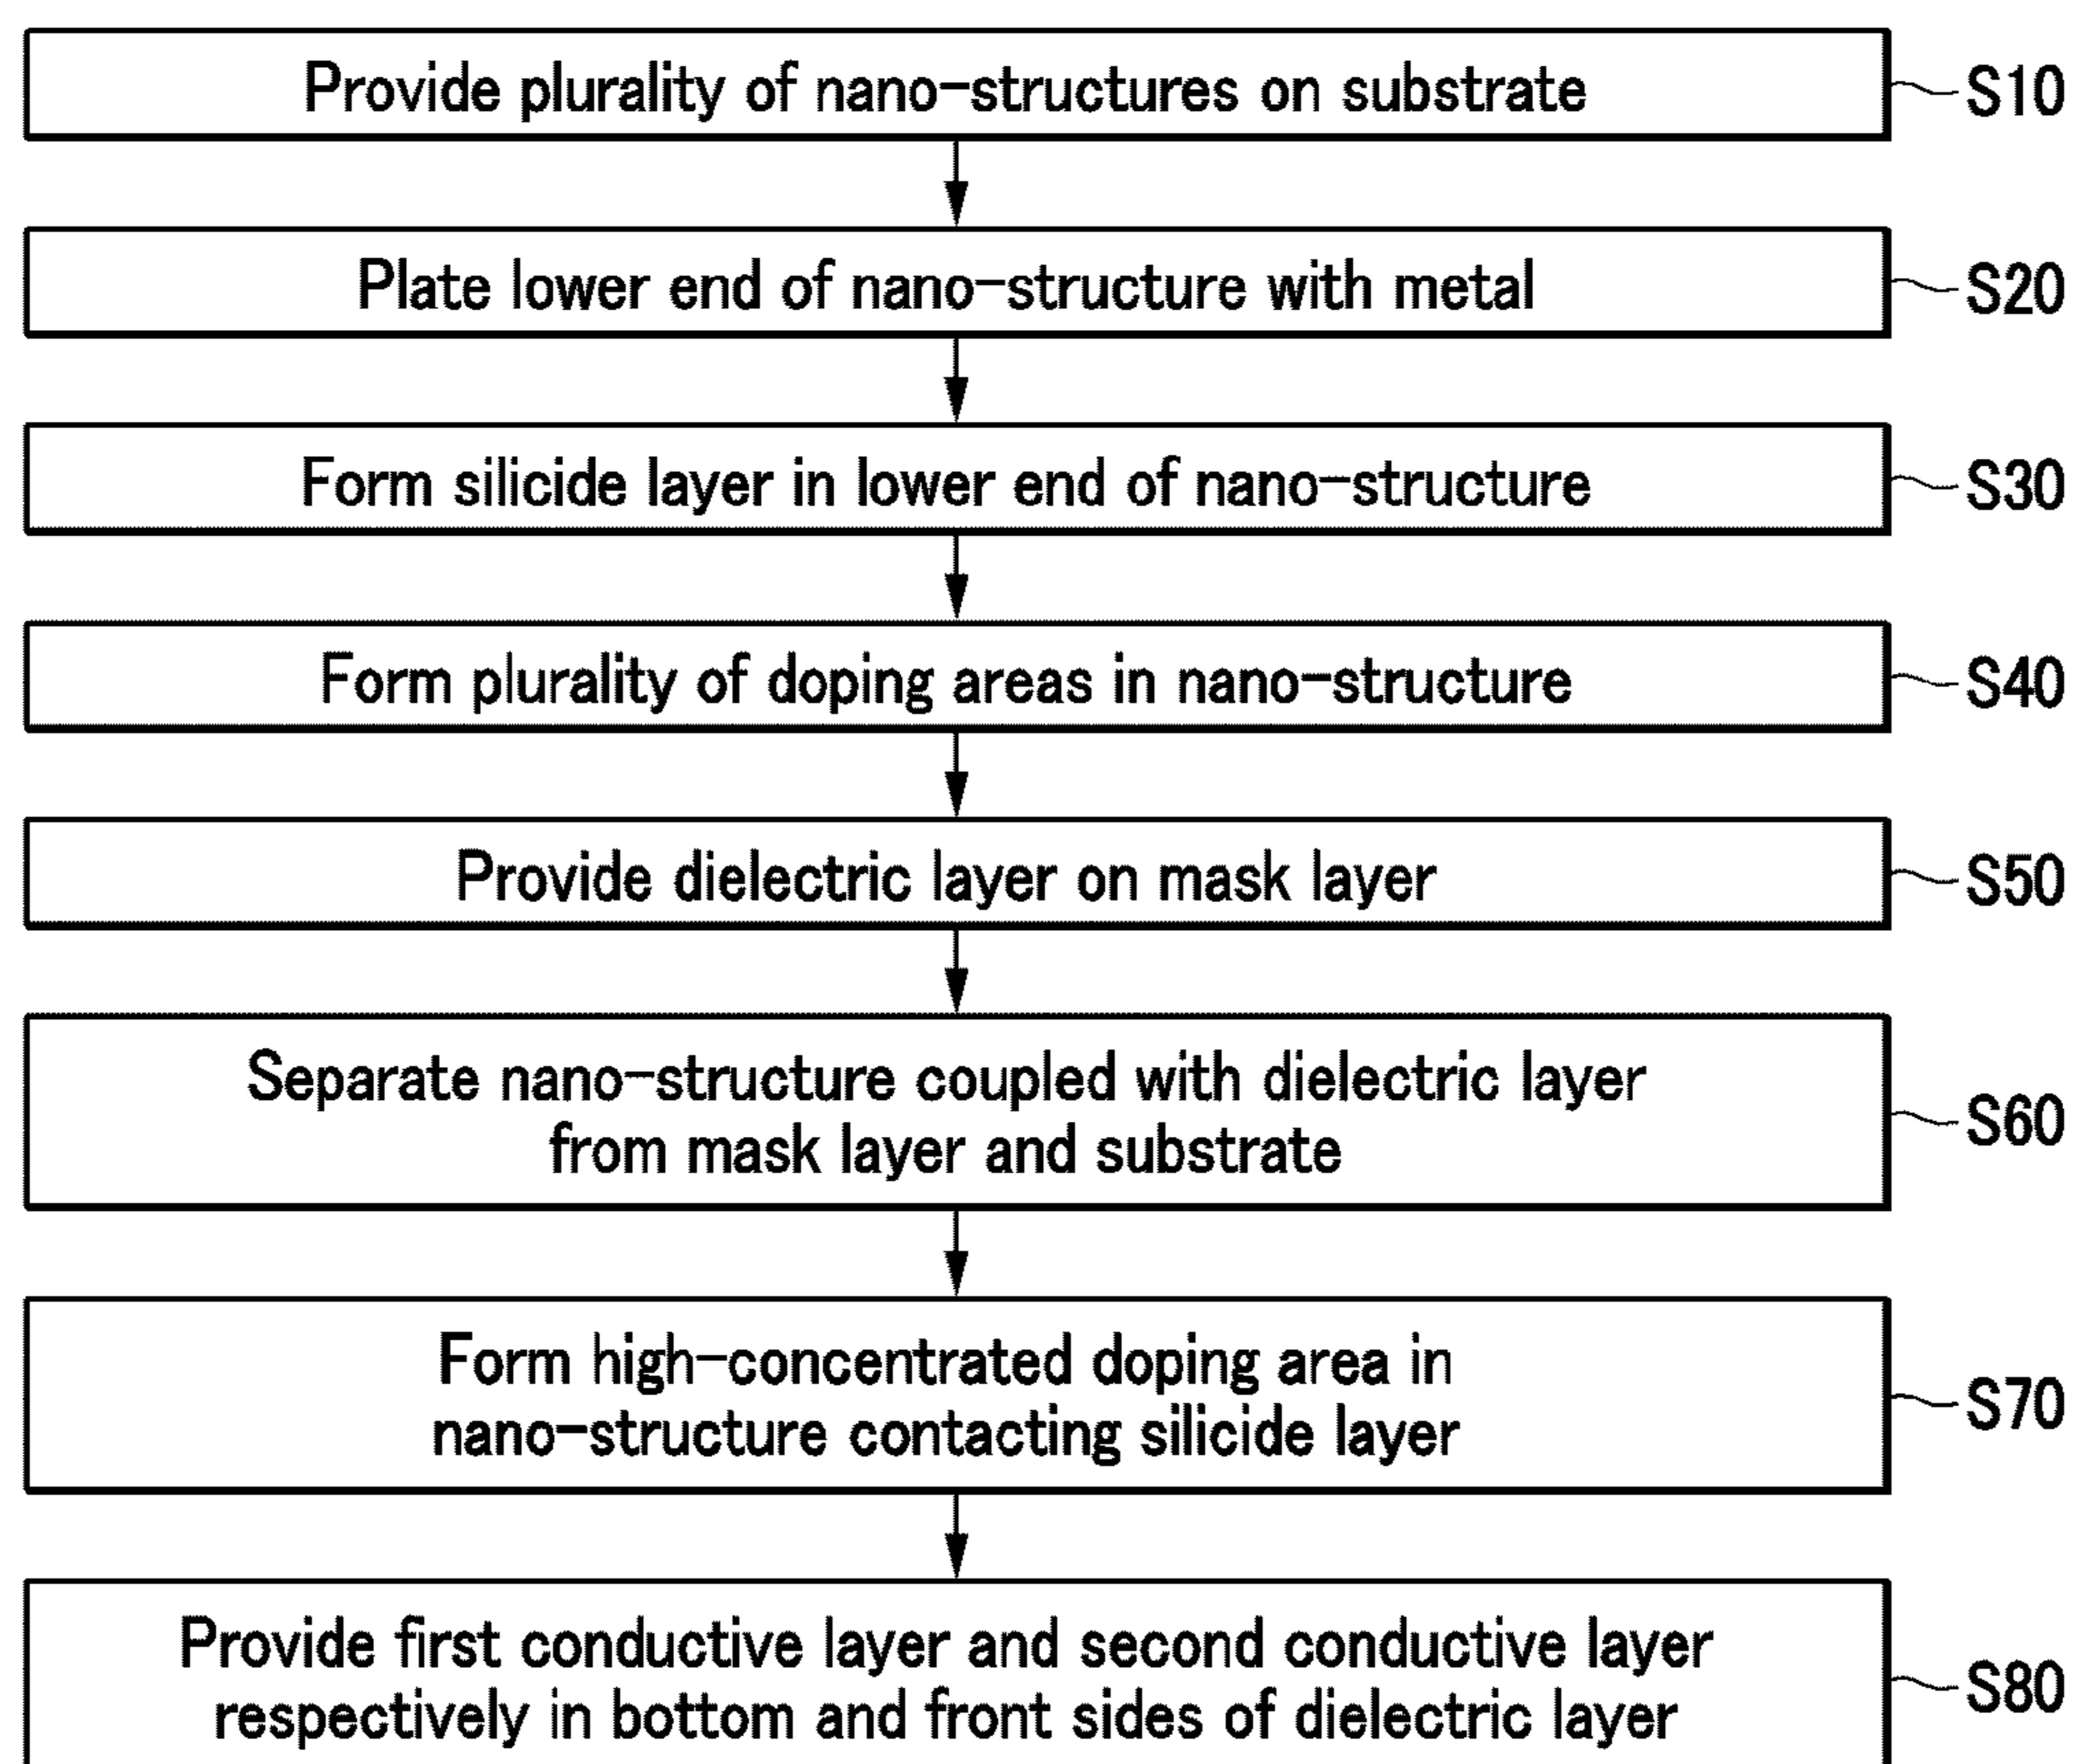 Provide plurality of nano-structures on substrate
S10
Plate lower end of nano-structure with metal
S20
Form silicide layer in lower end of nano-structure
S30
Form plurality of doping areas in nano-structure
S40
Provide dielectric layer on mask layer
S50
Separate nano-structure coupled with dielectric layer
from mask layer and substrate
S60
Form high-concentrated doping area in
nano-structure contacting silicide layer
S70
Provide first conductive layer and second conductive layer
respectively in bottom and front sides of dielectric layer
S80